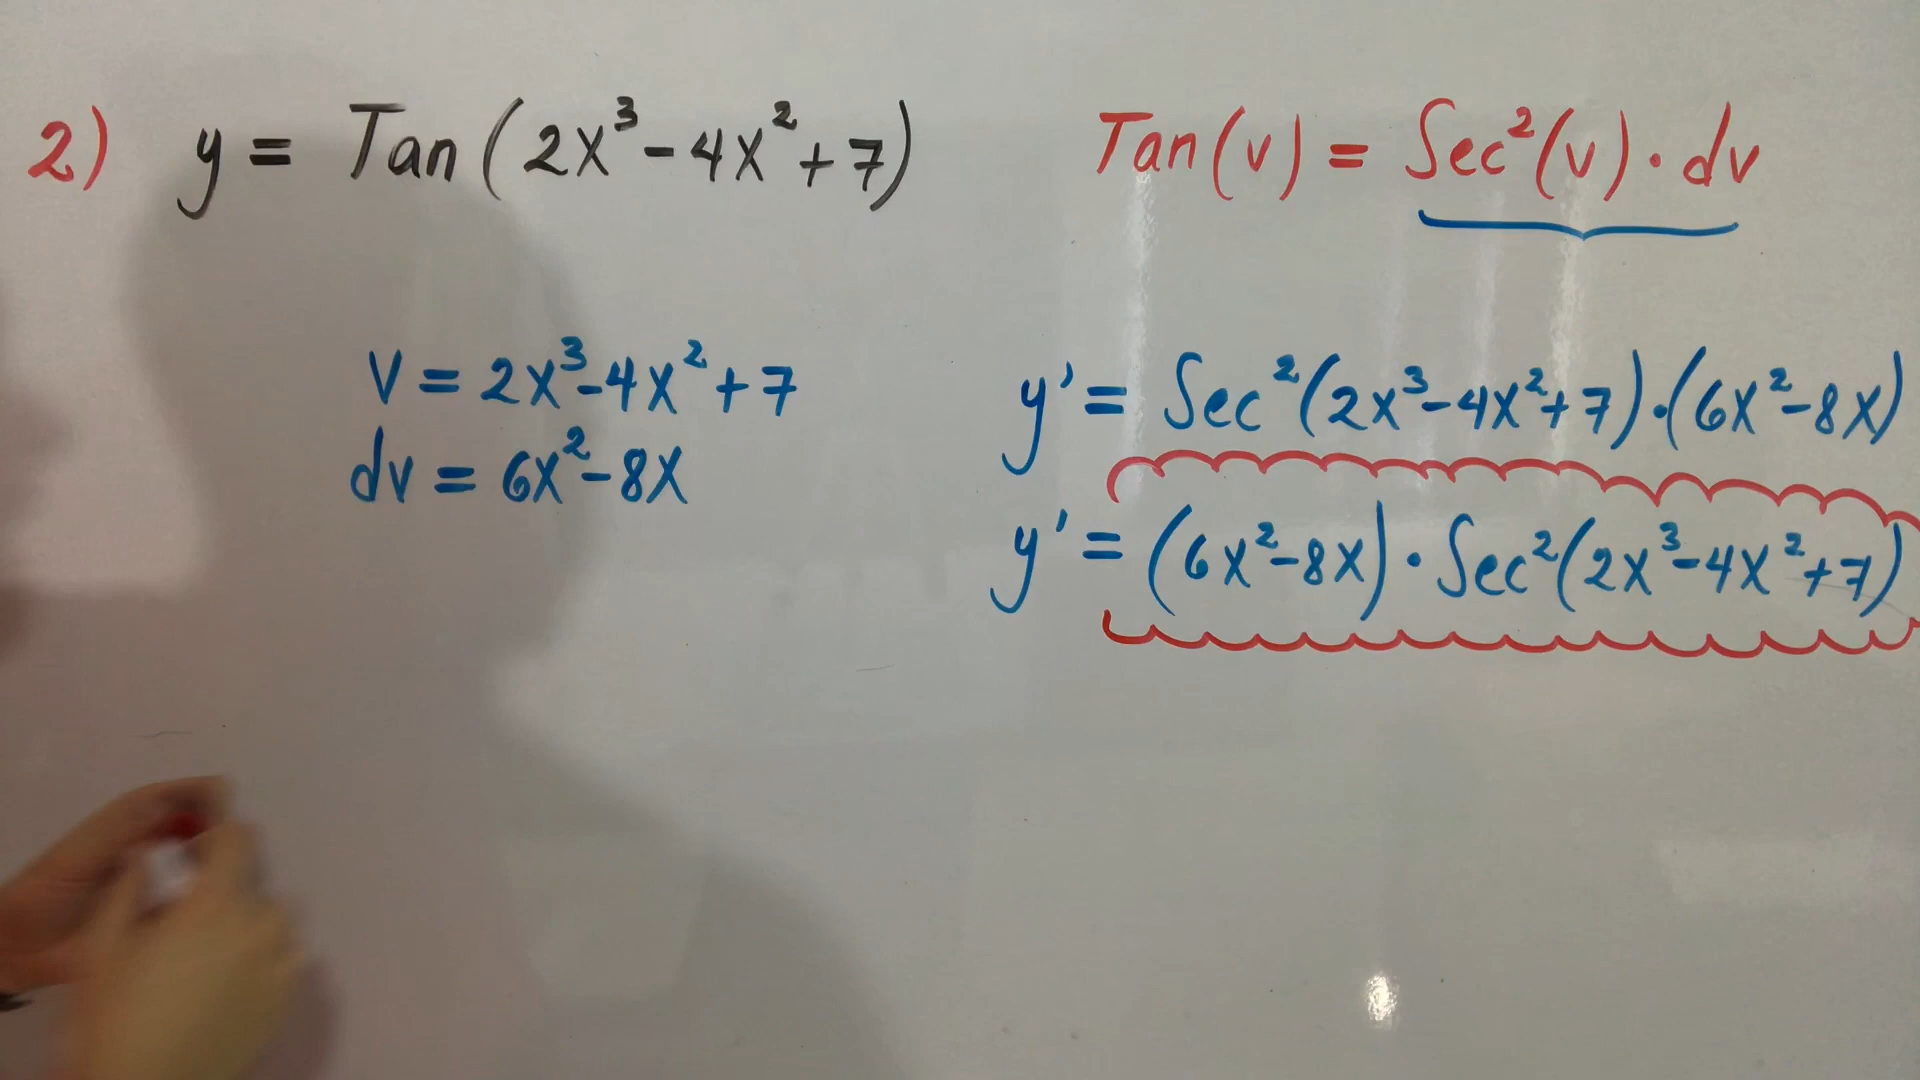 2) y = Tan(2x³-4x²+7)
Tan(v) = Sec²(v)·dv
v = 2x³-4x²+7
dv = 6x²-8x
y' = Sec²(2x³-4x²+7)·(6x²-8x)
y' = (6x²-8x)·Sec²(2x³-4x²+7)